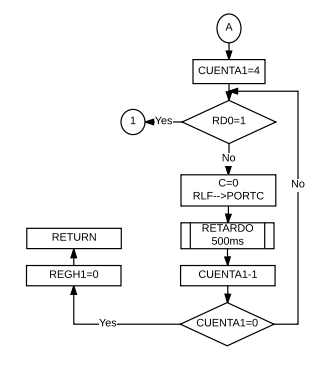 A
CUENTA1=4
RD0=1
Yes
1
No
C=0
RLF-->PORTC
No
RETARDO
500ms
RETURN
REGH1=0
CUENTA1-1
CUENTA1=0
Yes